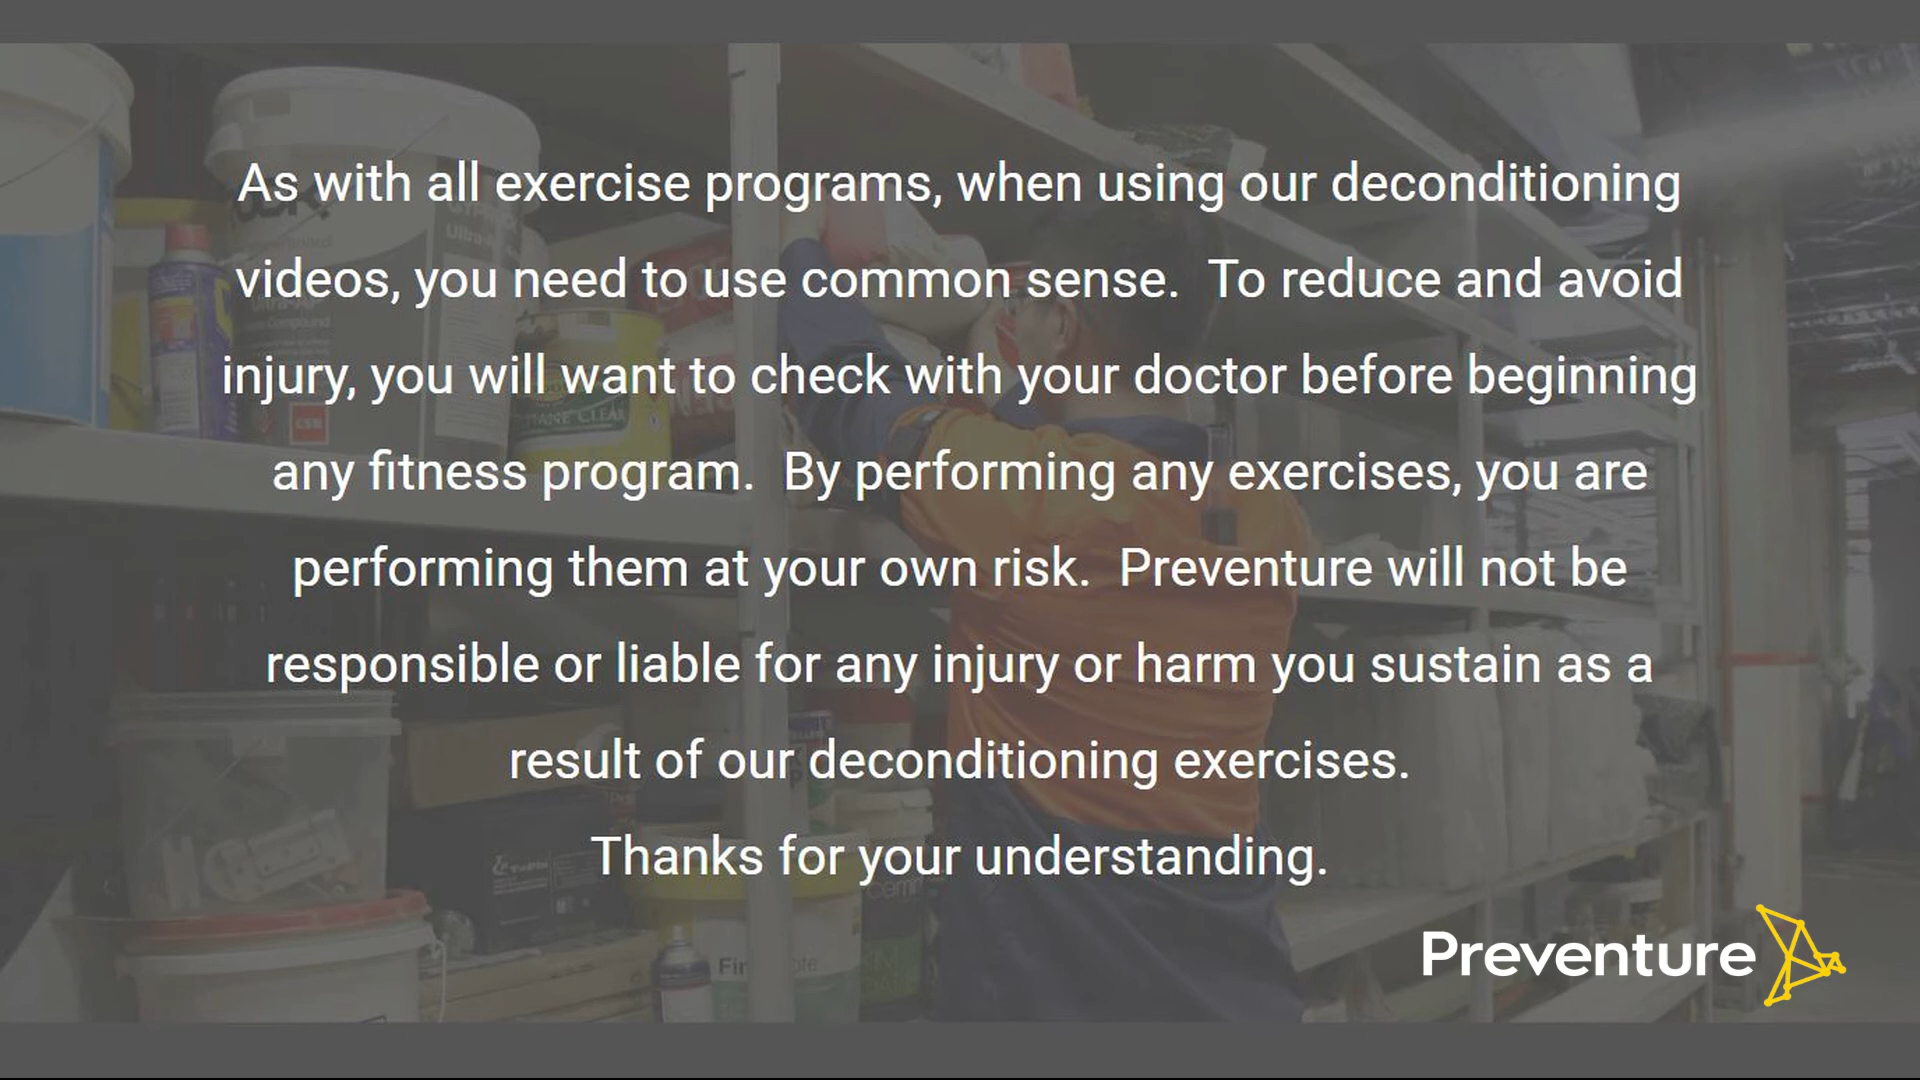 As with all exercise programs, when using our deconditioning
videos, you need to use common sense.  To reduce and avoid
injury, you will want to check with your doctor before beginning
any fitness program.  By performing any exercises, you are
performing them at your own risk.  Preventure will not be
responsible or liable for any injury or harm you sustain as a
result of our deconditioning exercises.
Thanks for your understanding.
Preventure